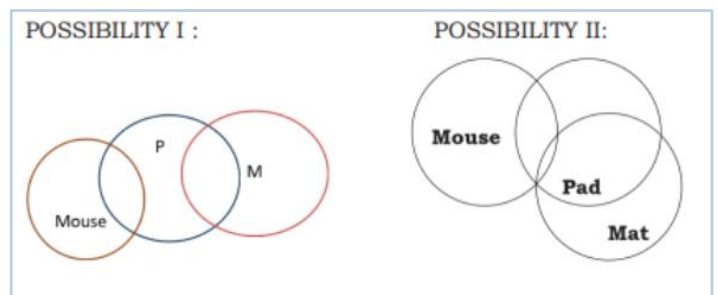 POSSIBILITY I :
POSSIBILITY II:
P
M
Mouse
Mouse
Pad
Mat